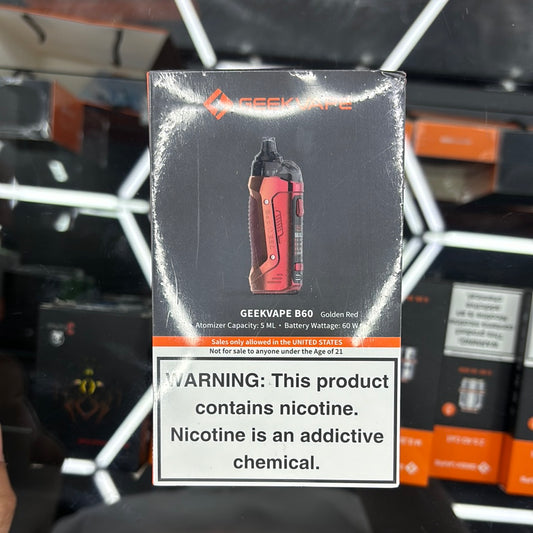 GEEKVAPE
GEEKVAPE B60 Golden Red
Atomizer Capacity: 5 ML • Battery Wattage: 60 W
Sales only allowed in the UNITED STATES
Not for sale to anyone under the Age of 21
WARNING: This product
contains nicotine.
Nicotine is an addictive
chemical.